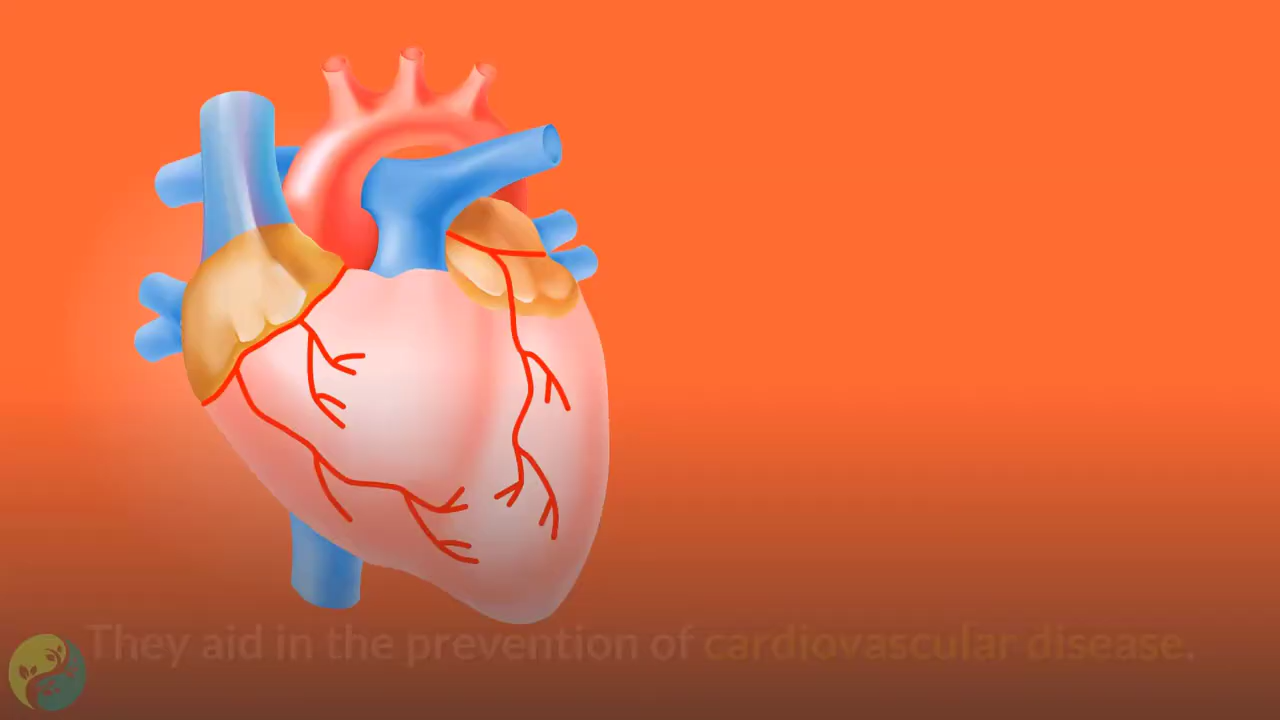 They aid in the prevention of cardiovascular disease.